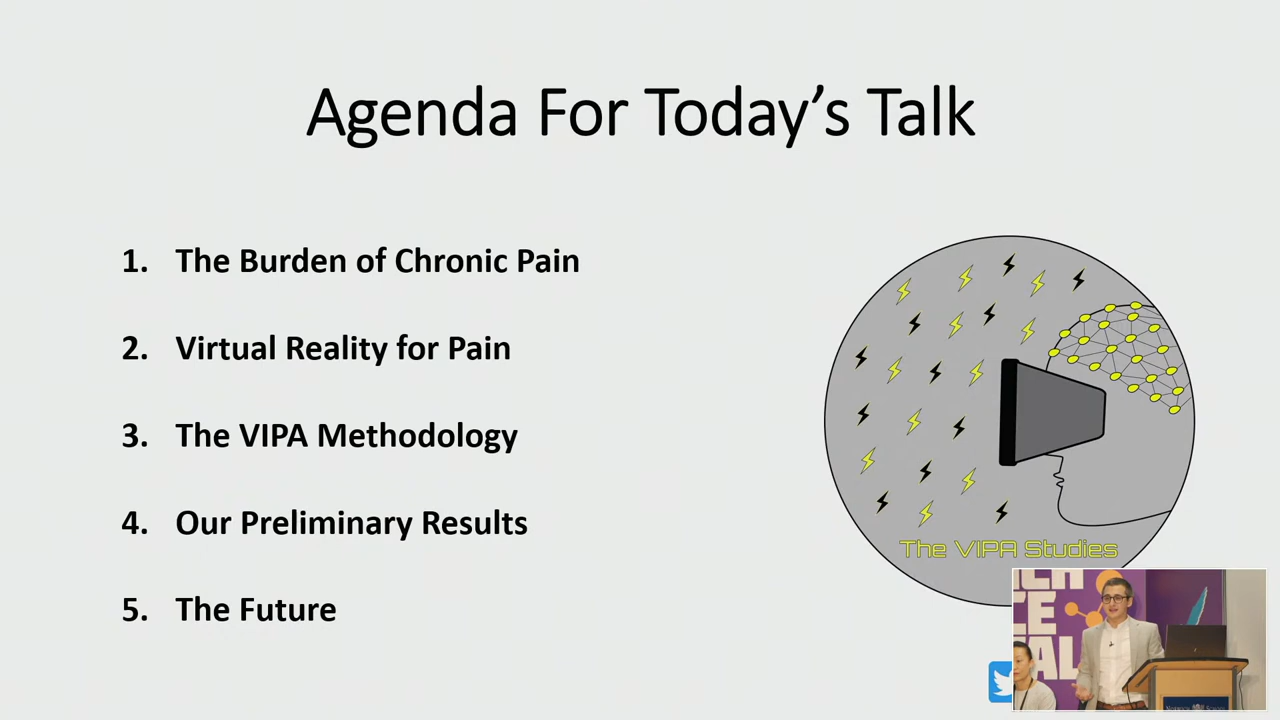 Agenda For Today’s Talk
1. The Burden of Chronic Pain
2. Virtual Reality for Pain
3. The VIPA Methodology
4. Our Preliminary Results
5. The Future
The VIPA Studies